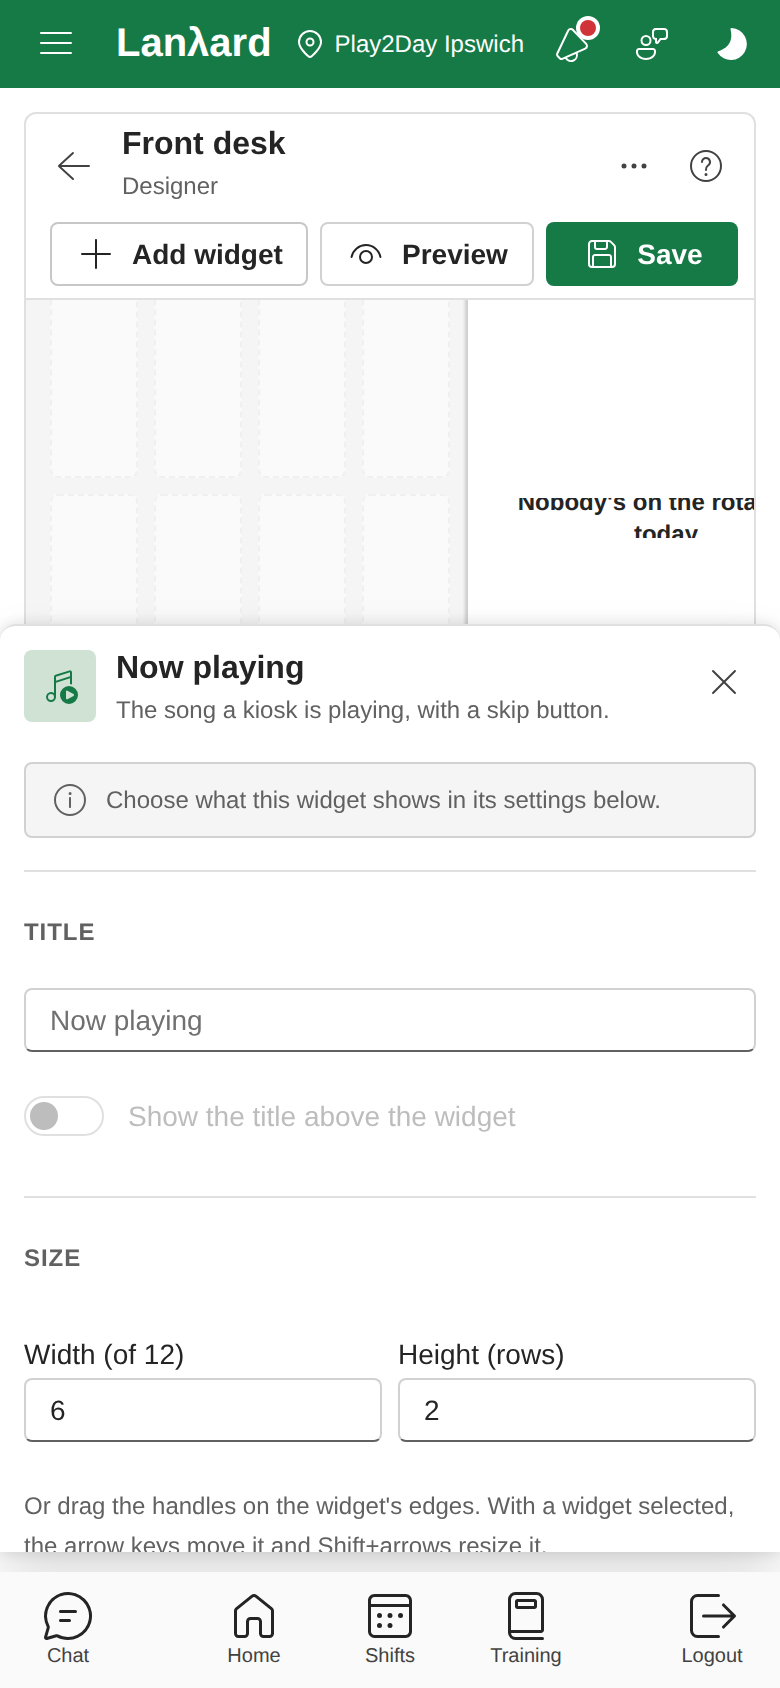 Lanλard
Play2Day Ipswich
Front desk
Designer
Add widget
Preview
Save
Nobody's on the rota
today
Now playing
The song a kiosk is playing, with a skip button.
Choose what this widget shows in its settings below.
TITLE
Now playing
Show the title above the widget
SIZE
Width (of 12)
Height (rows)
6
2
Or drag the handles on the widget's edges. With a widget selected,
the arrow keys move it and Shift+arrows resize it.
Chat
Home
Shifts
Training
Logout